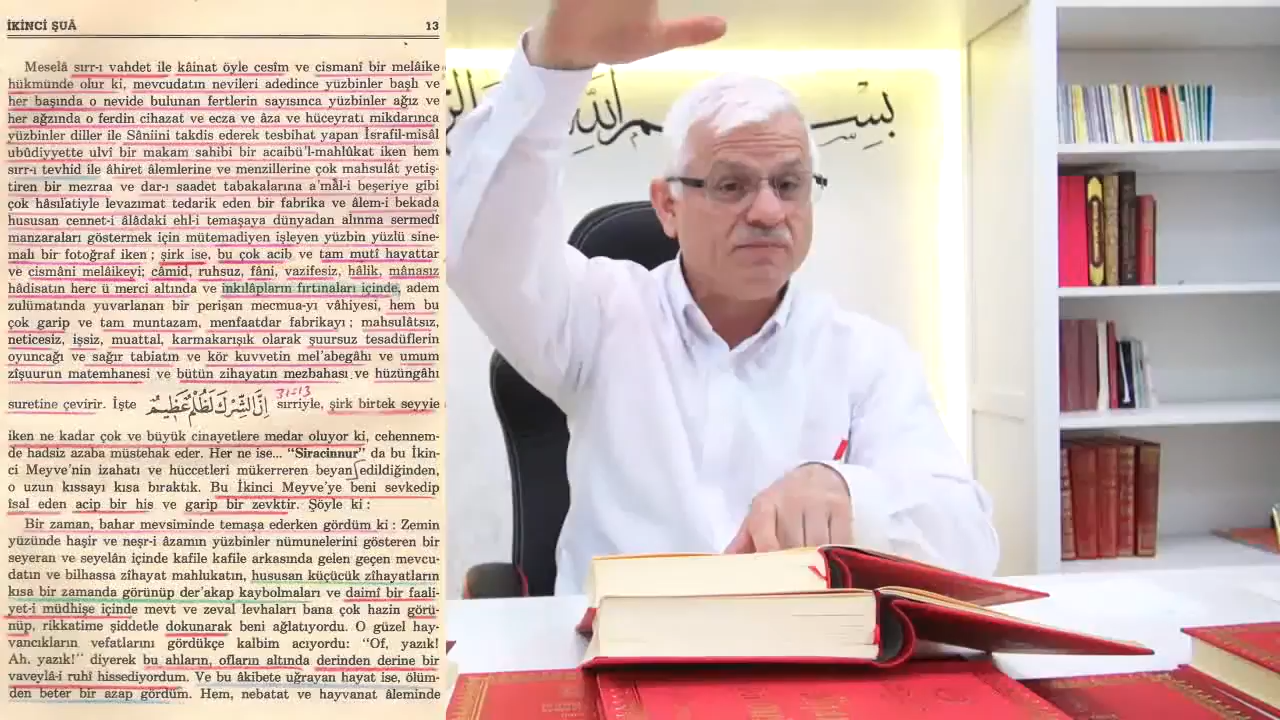 İKİNCİ ŞUÂ 13
Meselâ sırr-ı vahdet ile kâinat öyle cesîm ve cismanî bir melâike
hükmünde olur ki, mevcudatın nevileri adedince yüzbinler başlı ve
her başında o nevide bulunan fertlerin sayısınca yüzbinler ağız ve
her ağzında o ferdin cihazat ve ecza ve âza ve hüceyratı mikdarınca
yüzbinler diller ile Sâniini takdis ederek tesbihat yapan İsrafil-misâl
ubûdiyyette ulvî bir makam sahibi bir acaibü'l-mahlûkat iken hem
sırr-ı tevhid ile âhiret âlemlerine ve menzillerine çok mahsulât yetiş-
tiren bir mezraa ve dar-ı saadet tabakalarına a'mâl-i beşeriye gibi
çok hâsılatiyle levazımat tedarik eden bir fabrika ve âlem-i bekada
hususan cennet-i âlâdaki ehl-i temaşaya dünyadan alınma sermedî
manzaraları göstermek için mütemadiyen işleyen yüzbin yüzlü sine-
malı bir fotoğraf iken ; şirk ise, bu çok acib ve tam mutî hayattar
ve cismâni melâikeyi; câmid, ruhsuz, fâni, vazifesiz, hâlik, mânasız
hâdisatın herc ü merci altında ve inkılâpların fırtınaları içinde, adem
zulümatında yuvarlanan bir perişan mecmua-yı vâhiyesi, hem bu
çok garip ve tam muntazam, menfaatdar fabrikayı ; mahsulâtsız,
neticesiz, işsiz, muattal, karmakarışık olarak şuursuz tesadüflerin
oyuncağı ve sağır tabiatın ve kör kuvvetin mel'abegâhı ve umum
zîşuurun matemhanesi ve bütün zihayatın mezbahası ve hüzüngâhı
31=13
suretine çevirir. İşte اِنَّ الشِّرْكَ لَظُلْمٌ عَظِيمٌ sırriyle, şirk birtek seyyie
iken ne kadar çok ve büyük cinayetlere medar oluyor ki, cehennem-
de hadsiz azaba müstehak eder. Her ne ise... "Siracinnur" da bu İkin-
ci Meyve'nin izahatı ve hüccetleri mükerreren beyan edildiğinden,
o uzun kıssayı kısa bıraktık. Bu İkinci Meyve'ye beni sevkedip
îsal eden acip bir his ve garip bir zevktir. Şöyle ki :
Bir zaman, bahar mevsiminde temaşa ederken gördüm ki : Zemin
yüzünde haşir ve neşr-i âzamın yüzbinler nümunelerini gösteren bir
seyeran ve seyelân içinde kafile kafile arkasında gelen geçen mevcu-
datın ve bilhassa zihayat mahlukatın, hususan küçücük zîhayatların
kısa bir zamanda görünüp der'akap kaybolmaları ve daimî bir faali-
yet-i müdhişe içinde mevt ve zeval levhaları bana çok hazin görü-
nüp, rikkatime şiddetle dokunarak beni ağlatıyordu. O güzel hay-
vancıkların vefatlarını gördükçe kalbim acıyordu: "Of, yazık!
Ah, yazık!" diyerek bu ahların, ofların altında derinden derine bir
vaveylâ-i ruhî hissediyordum. Ve bu âkibete uğrayan hayat ise, ölüm-
den beter bir azap gördüm. Hem, nebatat ve hayvanat âleminde
بسم الله